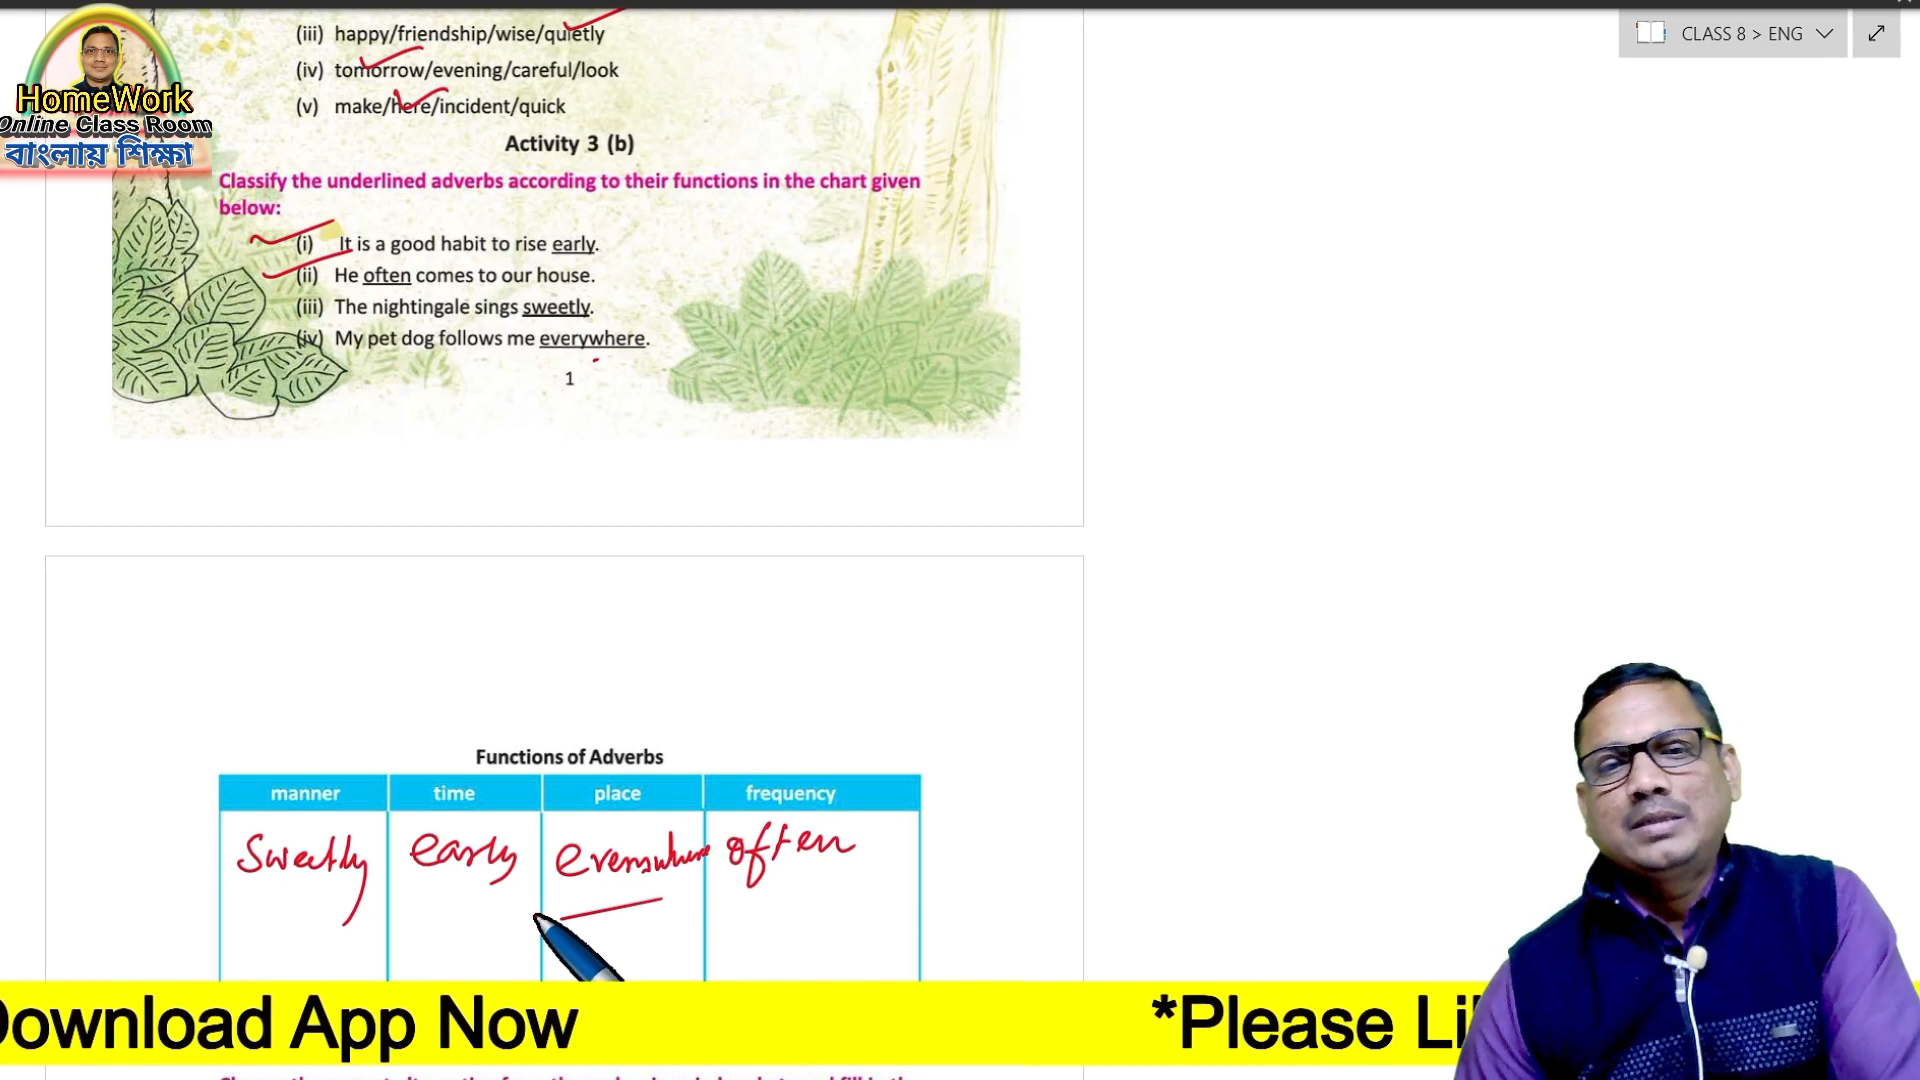 (iii) happy/friendship/wise/quietly
(iv) tomorrow/evening/careful/look
(v) make/here/incident/quick
Activity 3 (b)
Classify the underlined adverbs according to their functions in the chart given
below:
(i) It is a good habit to rise early.
(ii) He often comes to our house.
(iii) The nightingale sings sweetly.
(iv) My pet dog follows me everywhere.
1
HomeWork
Online Class Room
বাংলায় শিক্ষা
CLASS 8 > ENG
Functions of Adverbs
manner time place frequency
Sweetly early everywhere often
Download App Now *Please Li